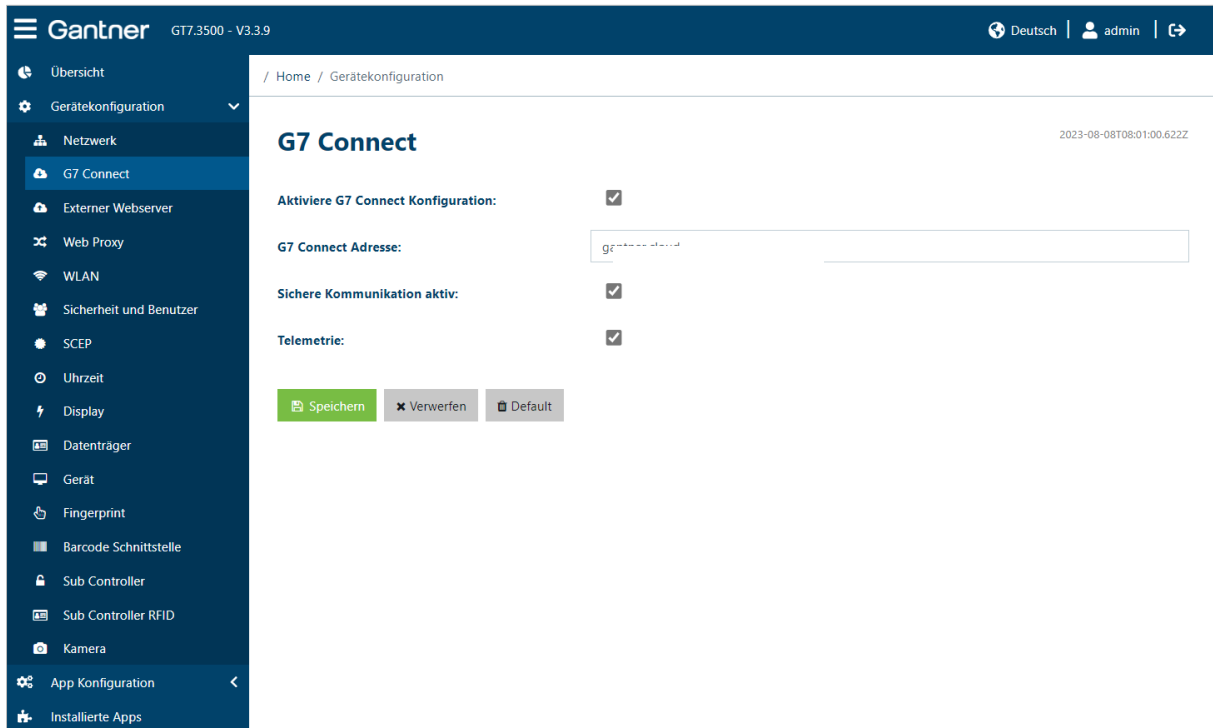 Gantner GT7.3500 - V3.3.9
Deutsch | admin
Übersicht
Gerätekonfiguration
Netzwerk
G7 Connect
Externer Webserver
Web Proxy
WLAN
Sicherheit und Benutzer
SCEP
Uhrzeit
Display
Datenträger
Gerät
Fingerprint
Barcode Schnittstelle
Sub Controller
Sub Controller RFID
Kamera
App Konfiguration
Installierte Apps
/ Home / Gerätekonfiguration
G7 Connect
2023-08-08T08:01:00.622Z
Aktiviere G7 Connect Konfiguration:
G7 Connect Adresse:
Sichere Kommunikation aktiv:
Telemetrie:
Speichern Verwerfen Default